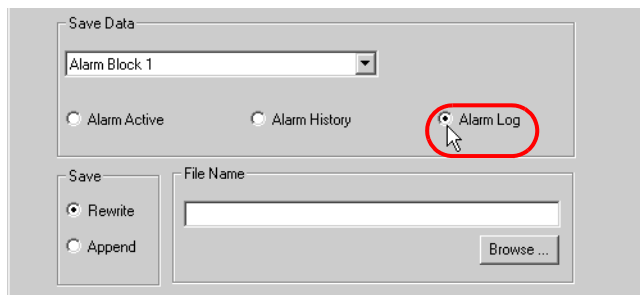 Save Data
Alarm Block 1
Alarm Active
Alarm History
Alarm Log
Save
Rewrite
Append
File Name
Browse ...